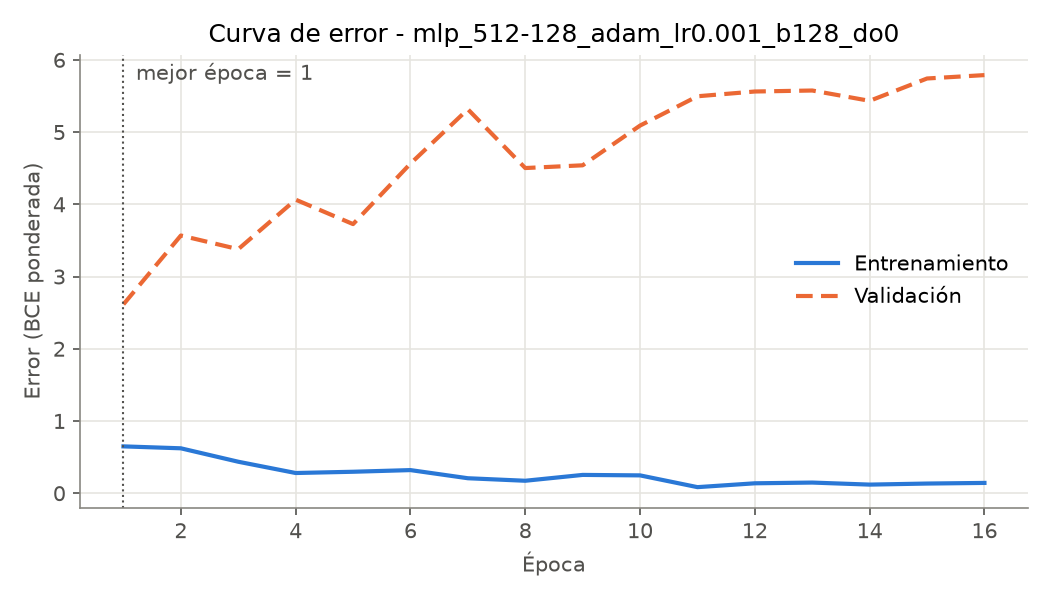 Curva de error - mlp_512-128_adam_lr0.001_b128_do0
mejor época = 1
Error (BCE ponderada)
6
5
4
3
2
1
0
Entrenamiento
Validación
2 4 6 8 10 12 14 16
Época